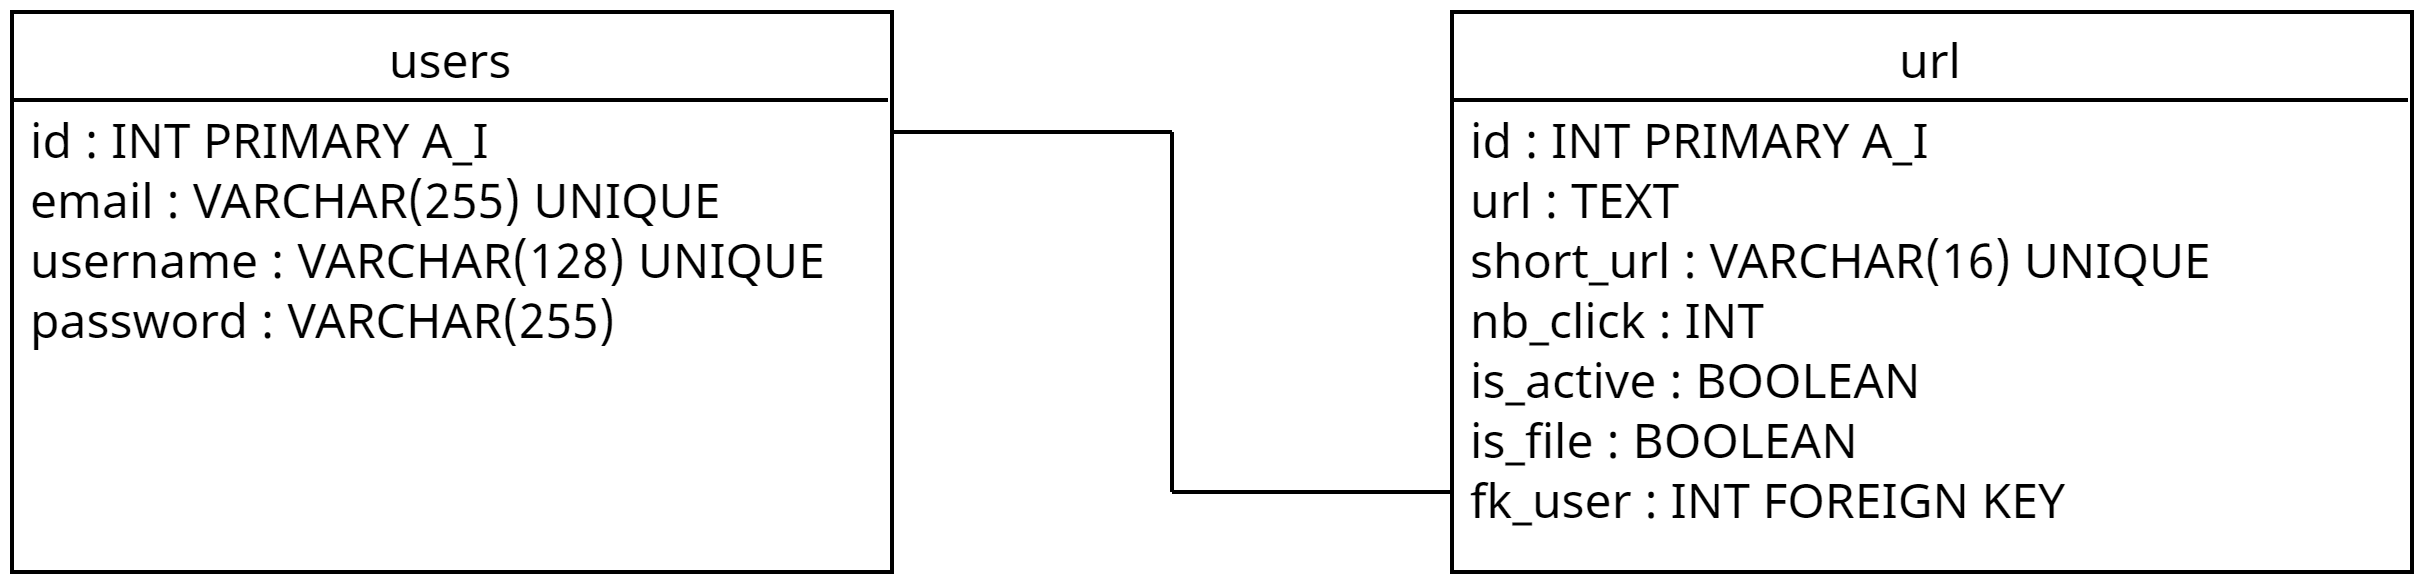 users
id : INT PRIMARY A_I
email : VARCHAR(255) UNIQUE
username : VARCHAR(128) UNIQUE
password : VARCHAR(255)
url
id : INT PRIMARY A_I
url : TEXT
short_url : VARCHAR(16) UNIQUE
nb_click : INT
is_active : BOOLEAN
is_file : BOOLEAN
fk_user : INT FOREIGN KEY